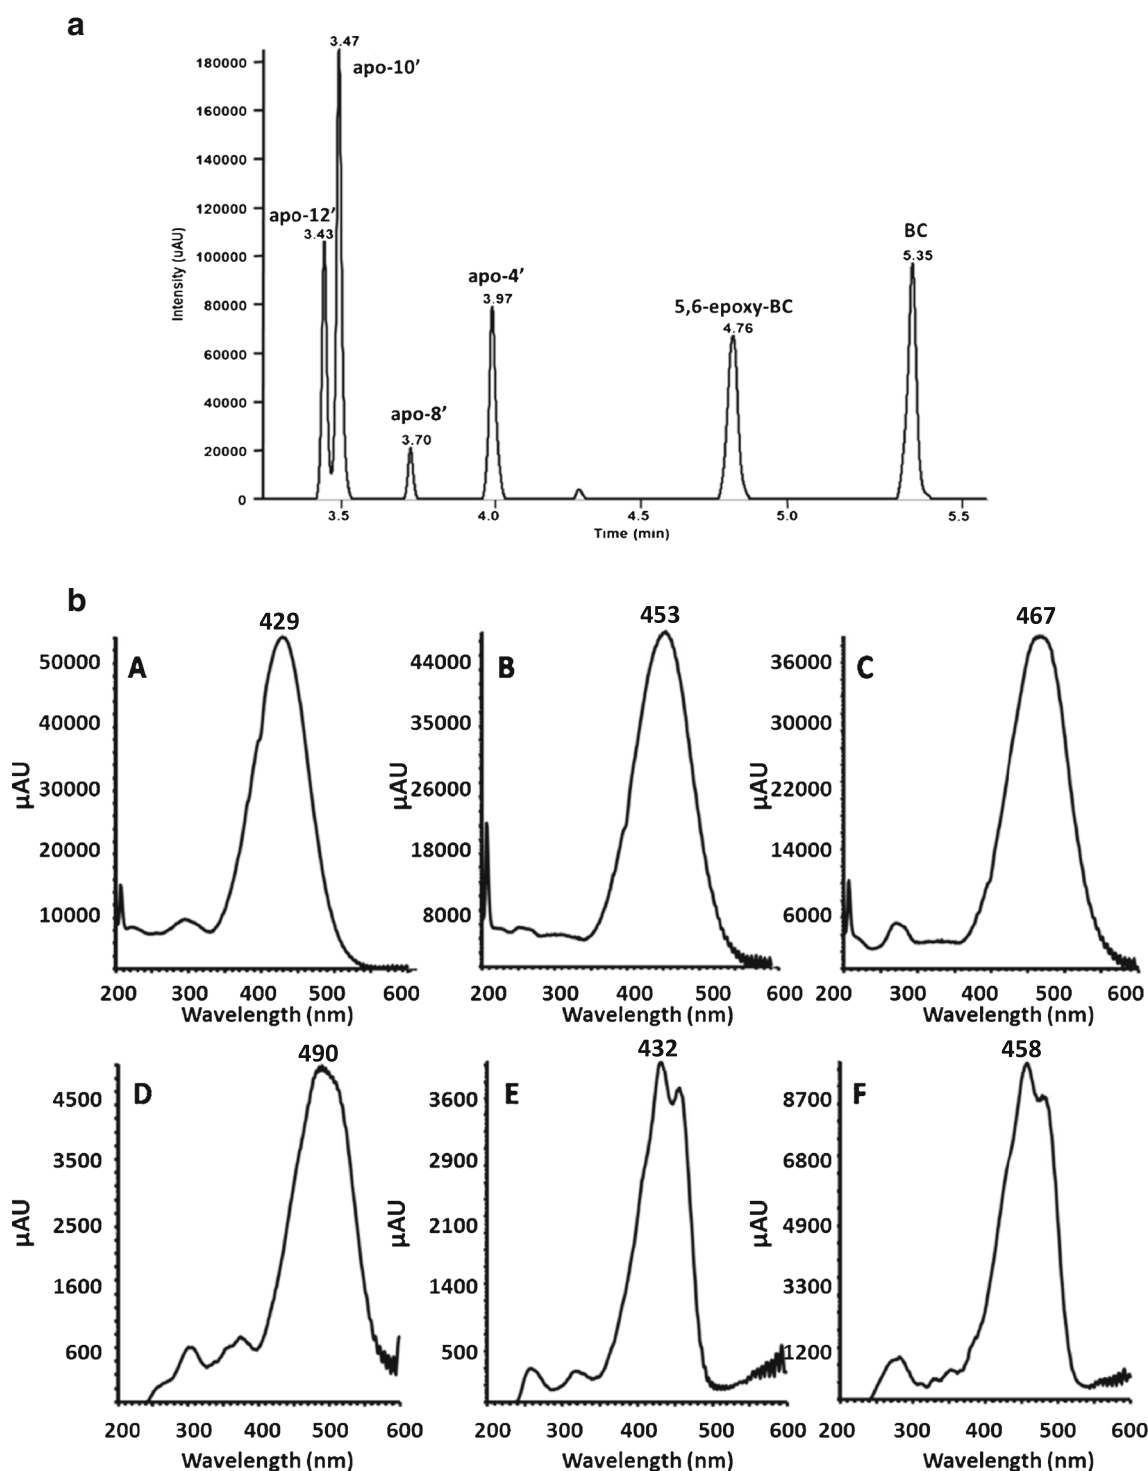 a
3.47
180000
apo-10’
160000
140000
120000
apo-12’
3.43
100000
BC
5.35
Intensity (uAU)
apo-4’
3.97
80000
5,6-epoxy-BC
4.76
60000
40000
apo-8’
3.70
20000
0
3.5 4.0 4.5 5.0 5.5
Time (min)
b
429 453 467
A B C
50000 44000 36000
40000 35000 30000
µAU µAU µAU
30000 26000 22000
20000 18000 14000
10000 8000 6000
200 300 400 500 600 200 300 400 500 600 200 300 400 500 600
Wavelength (nm) Wavelength (nm) Wavelength (nm)
490 432 458
D E F
4500 3600 8700
3500 2900 6800
µAU µAU µAU
2500 2100 4900
1600 1400 3300
600 500 1200
200 300 400 500 600 200 300 400 500 600 200 300 400 500 600
Wavelength (nm) Wavelength (nm) Wavelength (nm)